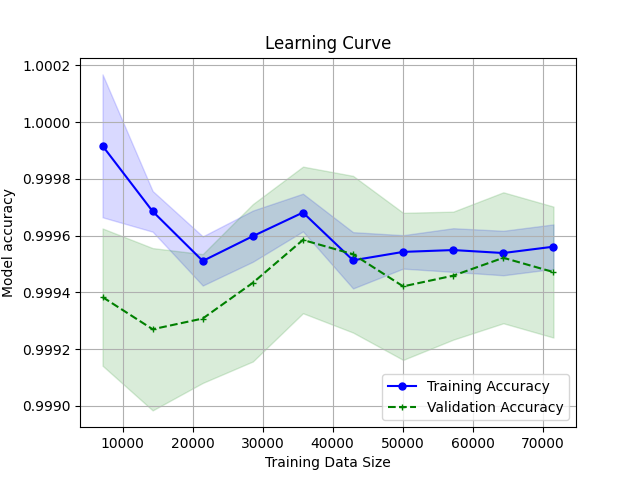 Learning Curve
1.0002
1.0000
0.9998
0.9996
0.9994
0.9992
0.9990
Model accuracy
Training Accuracy
Validation Accuracy
10000 20000 30000 40000 50000 60000 70000
Training Data Size